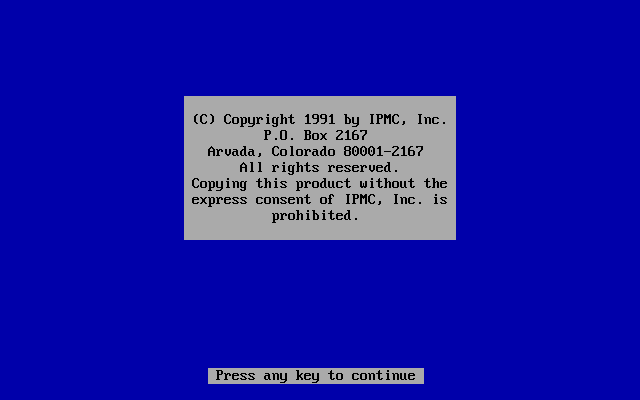 (C) Copyright 1991 by IPMC, Inc.
P.O. Box 2167
Arvada, Colorado 80001-2167
All rights reserved.
Copying this product without the
express consent of IPMC, Inc. is
prohibited.
Press any key to continue